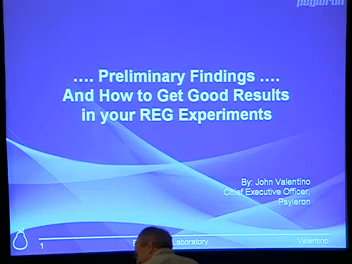 psyleron
.... Preliminary Findings ....
And How to Get Good Results
in your REG Experiments
By: John Valentino
Chief Executive Officer,
Psyleron
1
Laboratory
Valentino